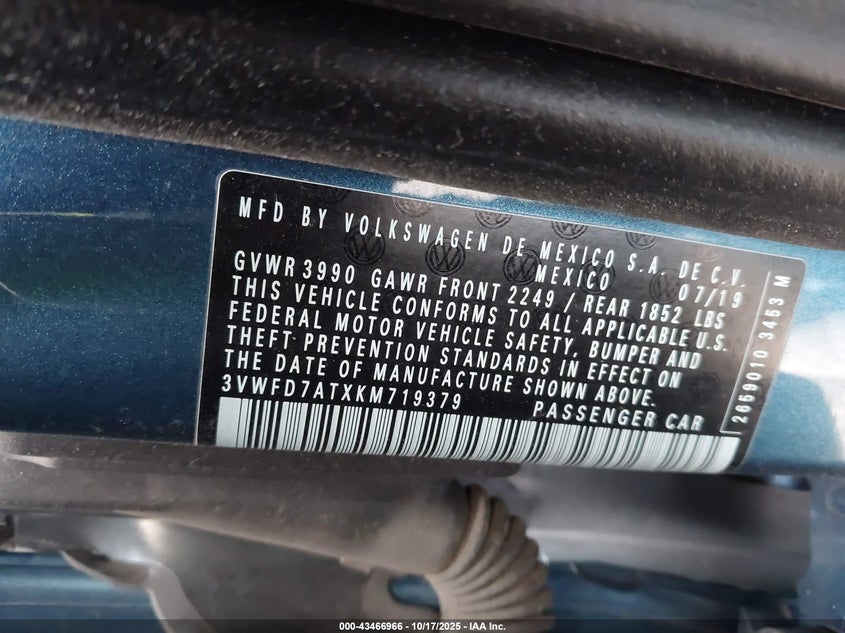 MFD BY VOLKSWAGEN DE MEXICO S.A. DE C.V.
MEXICO 07/19
GVWR 3990 GAWR FRONT 2249 / REAR 1852 LBS
THIS VEHICLE CONFORMS TO ALL APPLICABLE U.S.
FEDERAL MOTOR VEHICLE SAFETY, BUMPER AND
THEFT PREVENTION STANDARDS IN EFFECT ON
THE DATE OF MANUFACTURE SHOWN ABOVE.
3VWFD7ATXKM719379 PASSENGER CAR
2659010 3453 M
000-43466966 - 10/17/2025 - IAA Inc.